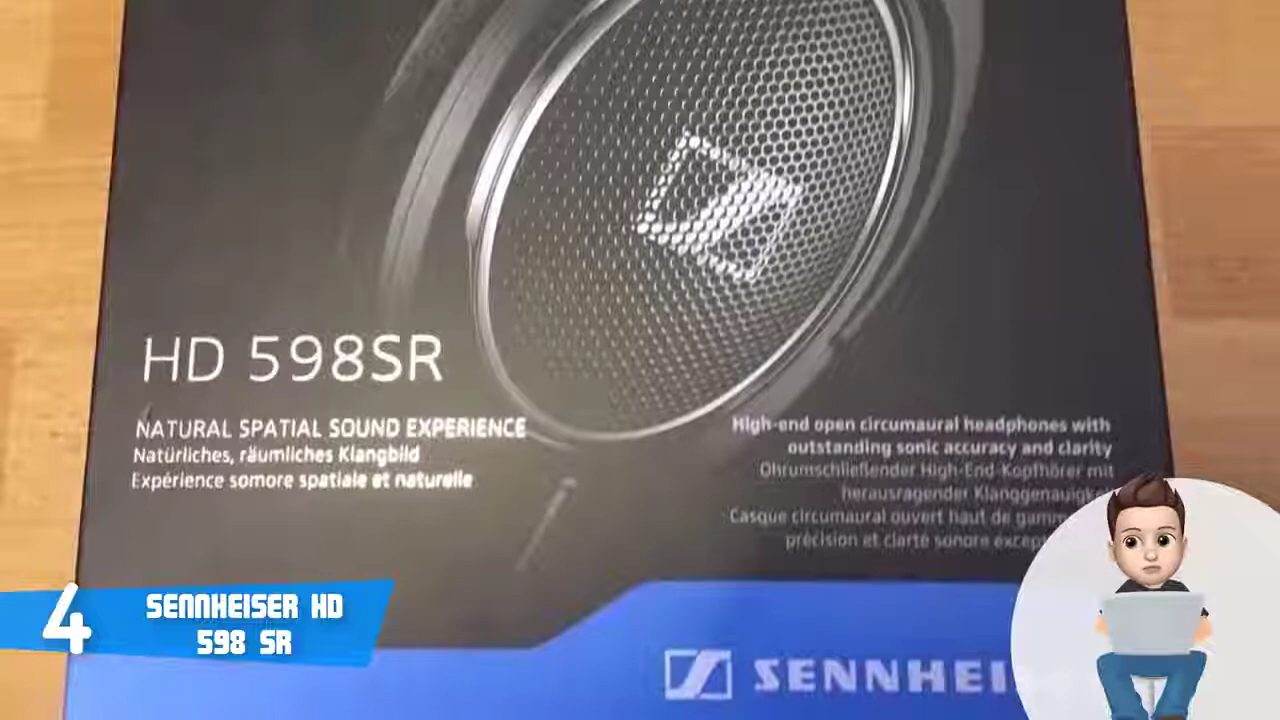 HD 598SR
NATURAL SPATIAL SOUND EXPERIENCE
Natürliches, räumliches Klangbild
Expérience somore spatiale et naturelle
High-end open circumaural headphones with
outstanding sonic accuracy and clarity
Ohrumschließender High-End-Kopfhörer mit
herausragender
Casque circumaural ouvert haut de
précision et clarté sonore
4
SENNHEISER HD
598 SR
SENNHEI